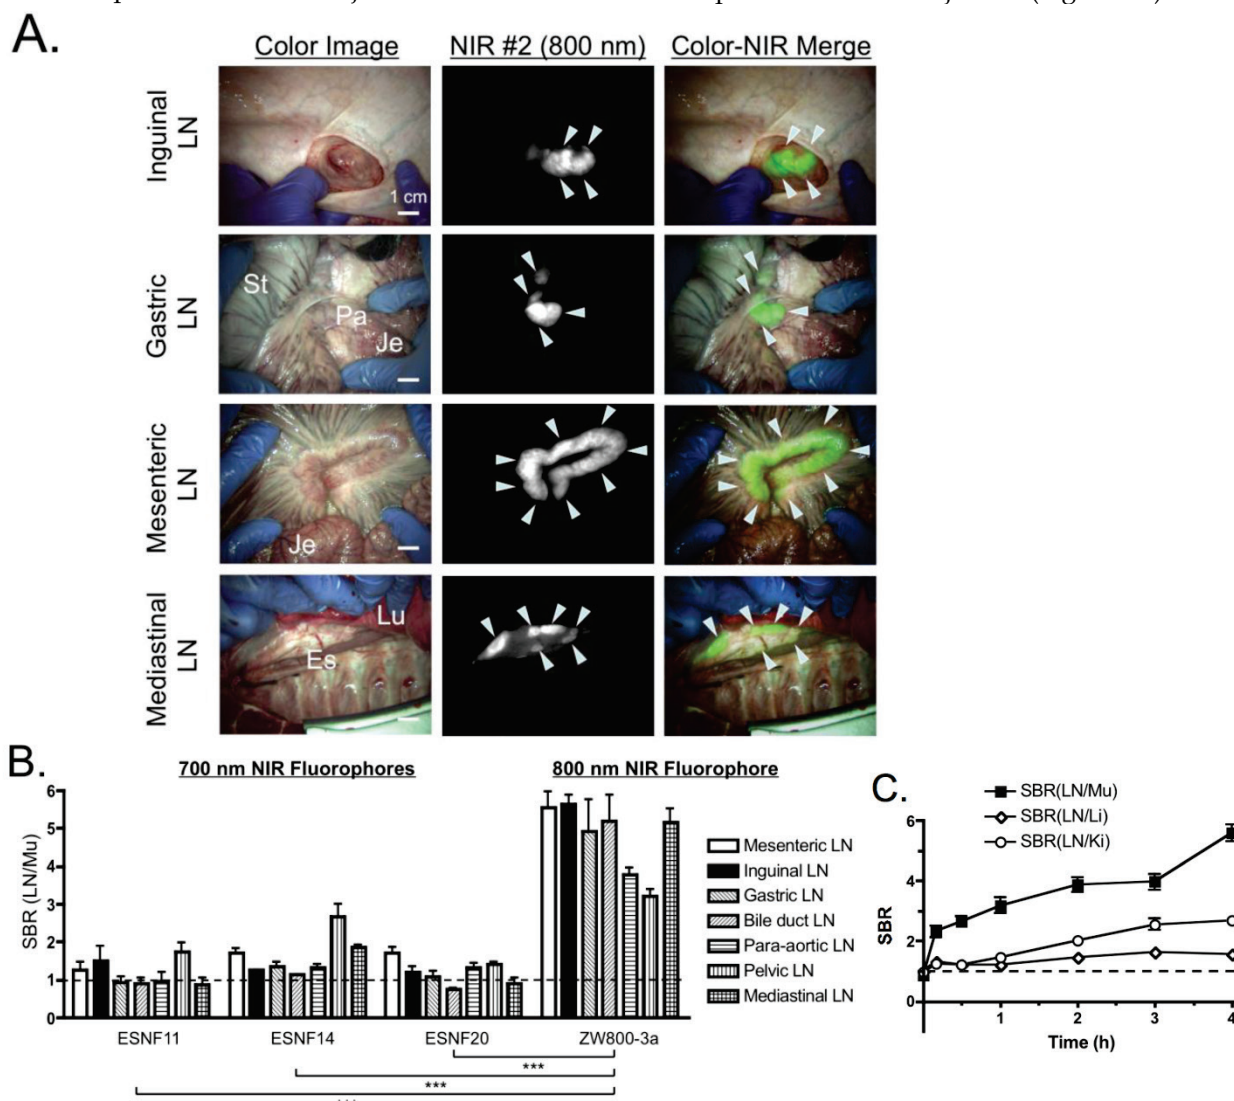 A.
Color Image NIR #2 (800 nm) Color-NIR Merge
Inguinal
LN
1 cm
Gastric
LN
St
Pa
Je
Mesenteric
LN
Je
Mediastinal
LN
Lu
Es
B.
700 nm NIR Fluorophores 800 nm NIR Fluorophore
SBR (LN/Mu)
6
5
4
3
2
1
0
ESNF11 ESNF14 ESNF20 ZW800-3a
***
***
Mesenteric LN
Inguinal LN
Gastric LN
Bile duct LN
Para-aortic LN
Pelvic LN
Mediastinal LN
C.
SBR(LN/Mu)
SBR(LN/Li)
SBR(LN/Ki)
SBR
6
4
2
0
1 2 3 4
Time (h)